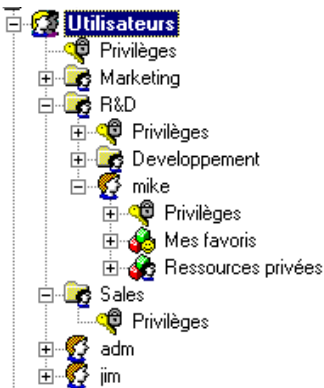 Utilisateurs
Privilèges
Marketing
R&D
Privilèges
Developpement
mike
Privilèges
Mes favoris
Ressources privées
Sales
Privilèges
adm
jim